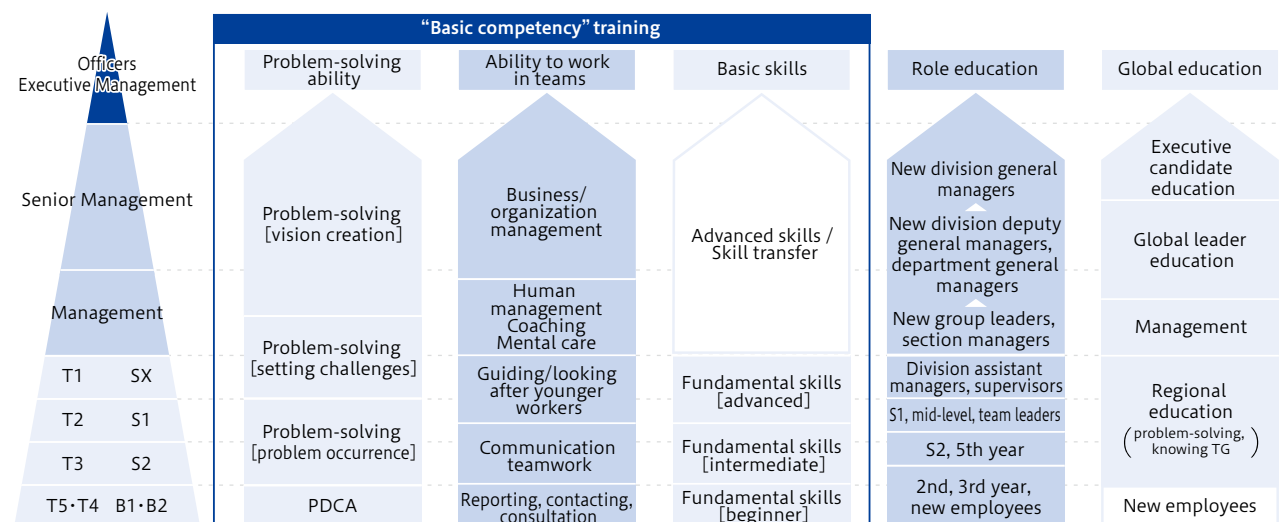 “Basic competency” training
Officers
Executive Management
Senior Management
Management
T1 SX
T2 S1
T3 S2
T5・T4 B1・B2
Problem-solving
ability
Problem-solving
[vision creation]
Problem-solving
[setting challenges]
Problem-solving
[problem occurrence]
PDCA
Ability to work
in teams
Business/
organization
management
Human
management
Coaching
Mental care
Guiding/looking
after younger
workers
Communication
teamwork
Reporting, contacting,
consultation
Basic skills
Advanced skills /
Skill transfer
Fundamental skills
[advanced]
Fundamental skills
[intermediate]
Fundamental skills
[beginner]
Role education
New division general
managers
New division deputy
general managers,
department general
managers
New group leaders,
section managers
Division assistant
managers, supervisors
S1, mid-level, team leaders
S2, 5th year
2nd, 3rd year,
new employees
Global education
Executive
candidate
education
Global leader
education
Management
Regional
education
(problem-solving,
knowing TG)
New employees